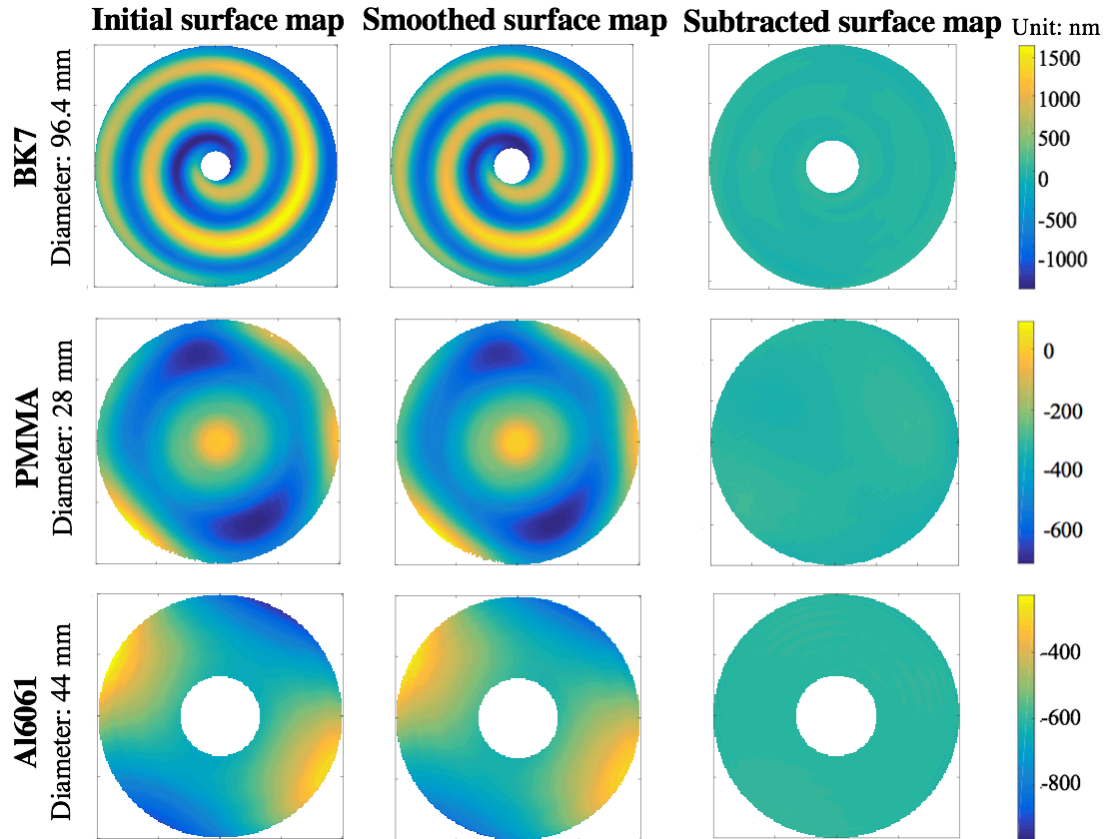 Initial surface map Smoothed surface map Subtracted surface map Unit: nm
BK7
Diameter: 96.4 mm
1500
1000
500
0
-500
-1000
PMMA
Diameter: 28 mm
0
-200
-400
-600
Al6061
Diameter: 44 mm
-400
-600
-800